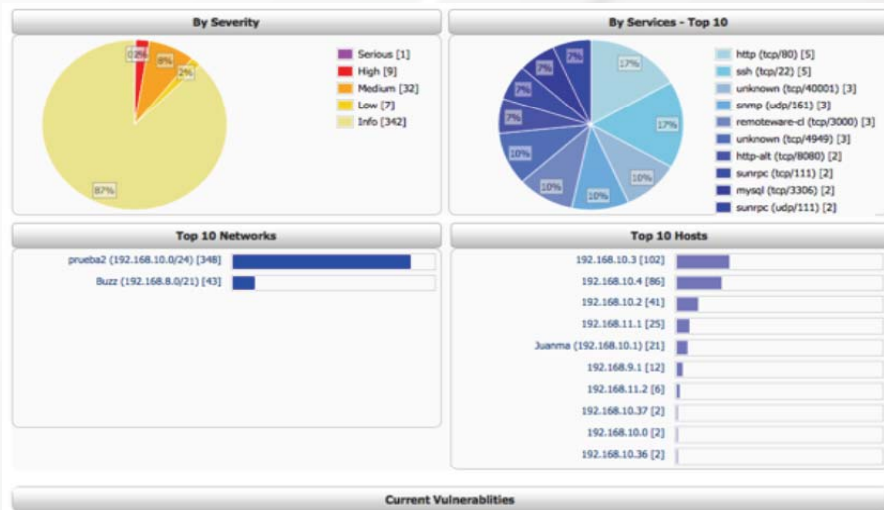 By Severity
0%
2%
8%
2%
87%
Serious [1]
High [9]
Medium [32]
Low [7]
Info [342]
By Services - Top 10
17%
17%
10%
10%
10%
10%
7%
7%
7%
7%
http (tcp/80) [5]
ssh (tcp/22) [5]
unknown (tcp/40001) [3]
snmp (udp/161) [3]
remoteware-cl (tcp/3000) [3]
unknown (tcp/4949) [3]
http-alt (tcp/8080) [2]
sunrpc (tcp/111) [2]
mysql (tcp/3306) [2]
sunrpc (udp/111) [2]
Top 10 Networks
prueba2 (192.168.10.0/24) [348]
Buzz (192.168.8.0/21) [43]
Top 10 Hosts
192.168.10.3 [102]
192.168.10.4 [86]
192.168.10.2 [41]
192.168.11.1 [25]
Juanma (192.168.10.1) [21]
192.168.9.1 [12]
192.168.11.2 [6]
192.168.10.37 [2]
192.168.10.0 [2]
192.168.10.36 [2]
Current Vulnerablities